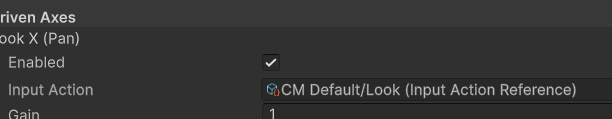 riven Axes
ook X (Pan)
Enabled
Input Action CM Default/Look (Input Action Reference)
Gain 1